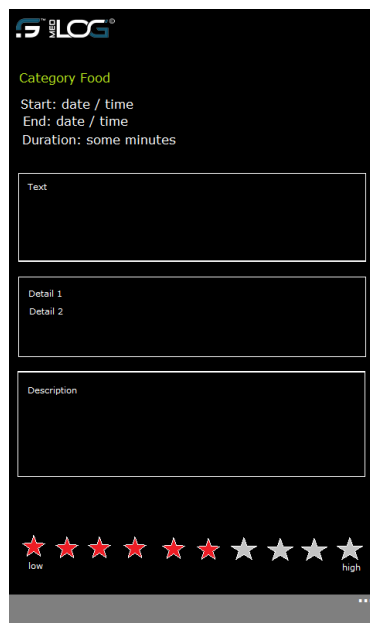 .G™ MED LOG®
Category Food
Start: date / time
End: date / time
Duration: some minutes
Text
Detail 1
Detail 2
Description
low
high